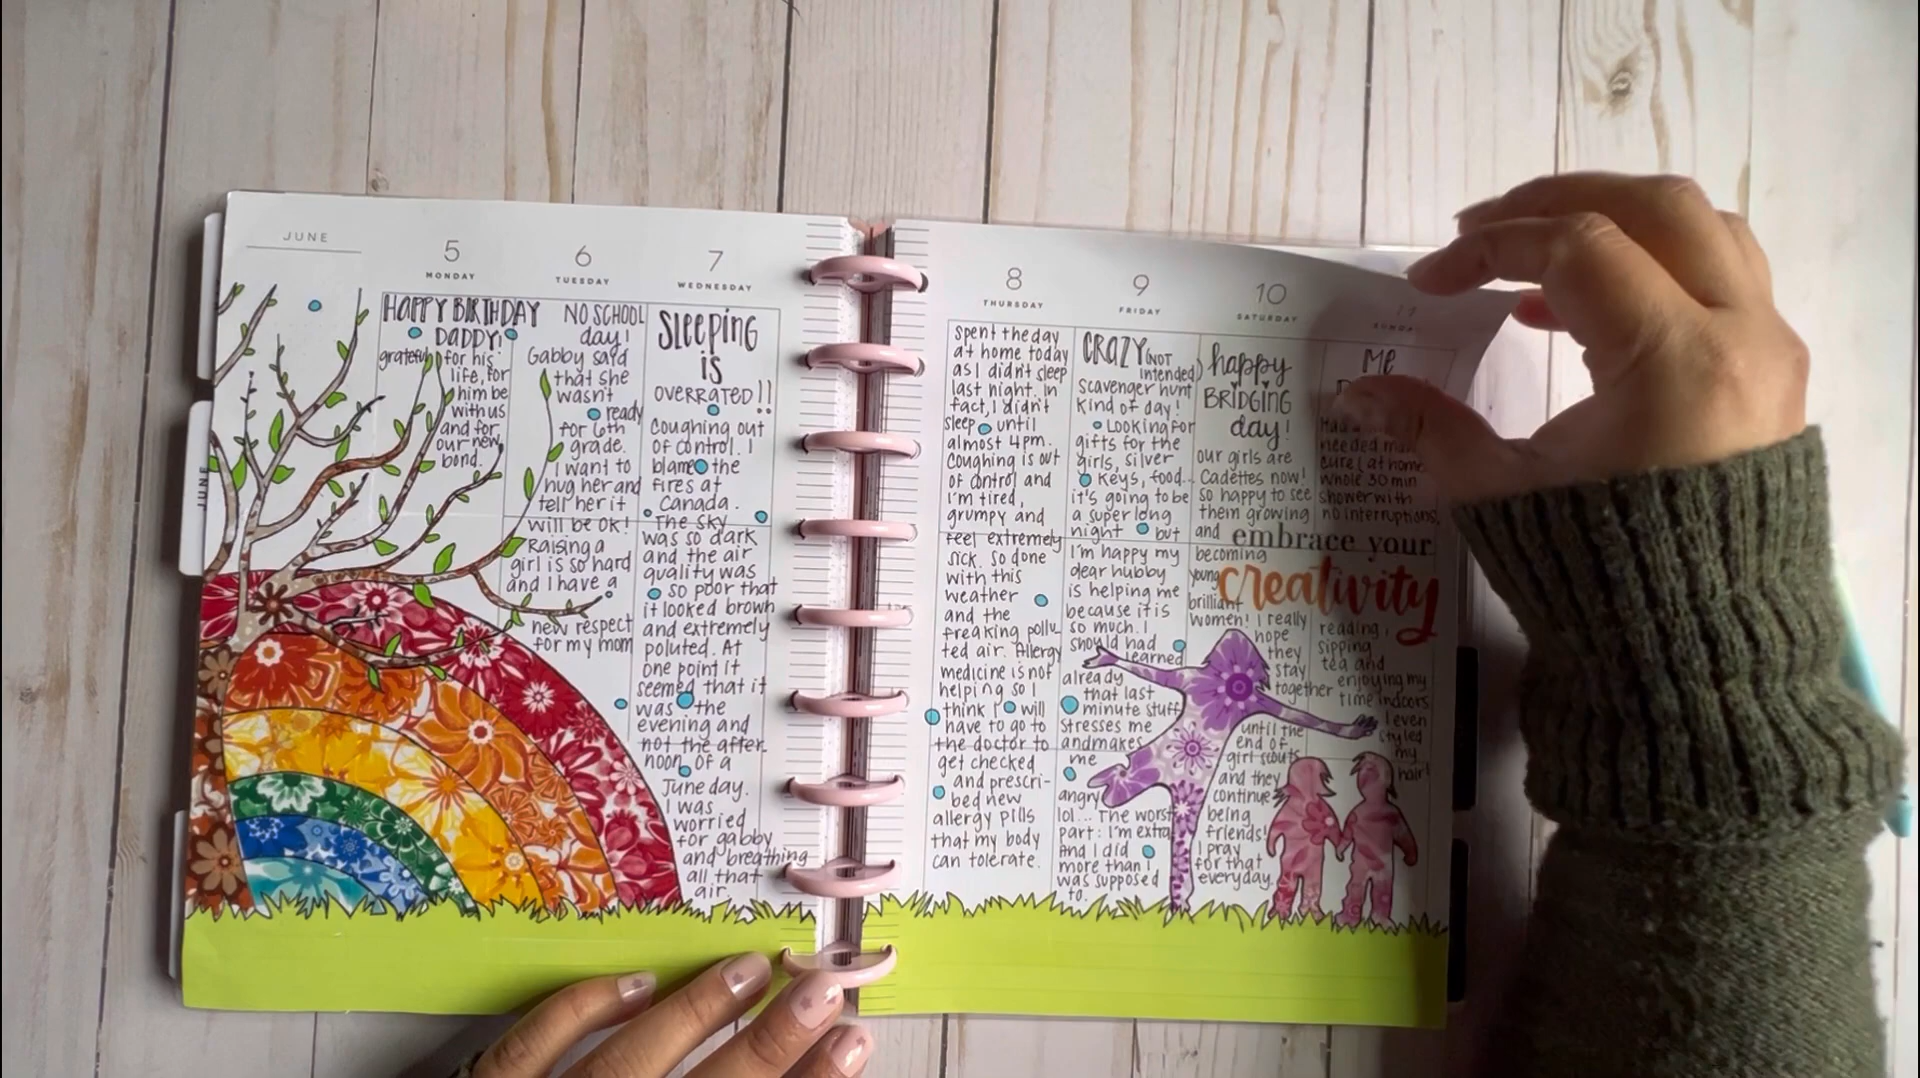 JUNE
5
MONDAY
6
TUESDAY
7
WEDNESDAY
JUNE
HAPPY BIRTHDAY
DADDY!
grateful for his
life, for
him be
with us
and for
our new
bond.
NO SCHOOL
day!
Gabby said
that she
wasn't
ready
for 6th
grade.
I want to
hug her and
tell her it
will be ok!
Raising a
girl is so hard
and I have a
new respect
for my mom
SLEEPING
IS
OVERRATED!!
Coughing out
of control. I
blame the
fires at
Canada.
The sky
was so dark
and the air
quality was
so poor that
it looked brown
and extremely
poluted. At
one point it
seemed that it
was the
evening and
not the after
noon of a
June day.
I was
worried
for gabby
and breathing
all that
air.
8
THURSDAY
9
FRIDAY
10
SATURDAY
11
SUNDAY
spent the day
at home today
as I didn't sleep
last night. In
fact, I didn't
sleep until
almost 4pm.
Coughing is out
of control and
I'm tired,
grumpy and
feel extremely
sick. So done
with this
weather
and the
freaking pollu-
ted air. Allergy
medicine is not
helping so I
think I will
have to go to
the doctor to
get checked
and prescri-
bed new
allergy pills
that my body
can tolerate.
CRAZY (NOT
intended)
scavenger hunt
kind of day!
Looking for
gifts for the
girls, silver
keys, food...
it's going to be
a super long
night but
I'm happy my
dear hubby
is helping me
because it is
so much. I
should had
learned
already
that last
minute stuff
stresses me
and makes
me
angry
lol... The worst
part: I'm extra
and I did
more than I
was supposed
to.
happy
BRIDGING
day!
our girls are
Cadettes now!
so happy to see
them growing
and
becoming
young
brilliant
women! I really
hope
they
stay
together
until the
end of
girl scouts
and they
continue
being
friends!
I pray
for that
everyday.
ME
needed
at home
whole 30 min
shower with
no interruptions,
embrace your
creativity
reading,
sipping
tea and
enjoying my
time indoors
I even
styled
my
hair!